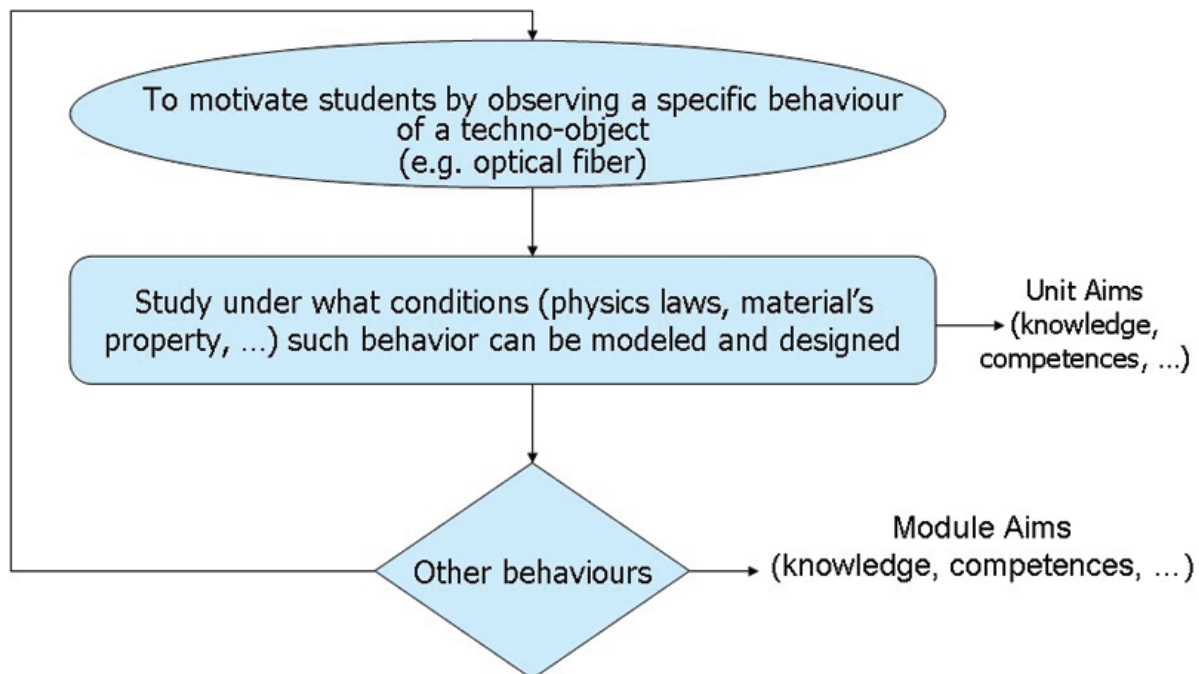 To motivate students by observing a specific behaviour
of a techno-object
(e.g. optical fiber)
Study under what conditions (physics laws, material's
property, ...) such behavior can be modeled and designed
Unit Aims
(knowledge,
competences, ...)
Other behaviours
Module Aims
(knowledge, competences, ...)